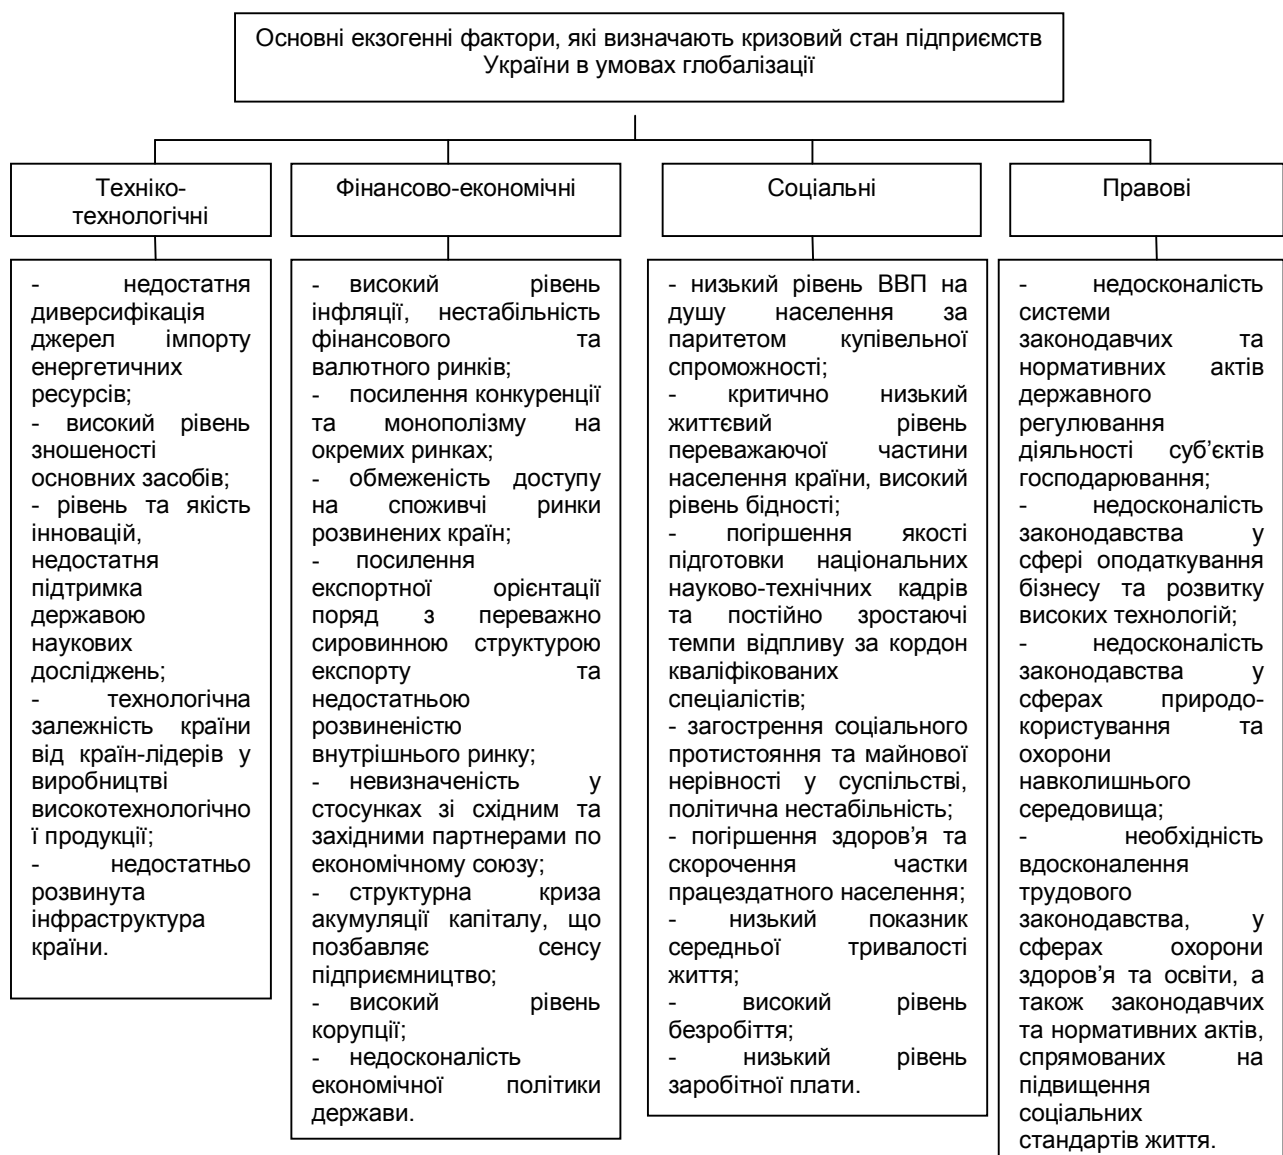 Основні екзогенні фактори, які визначають кризовий стан підприємств
України в умовах глобалізації
Техніко-
технологічні
- недостатня
диверсифікація
джерел імпорту
енергетичних
ресурсів;
- високий рівень
зношеності
основних засобів;
- рівень та якість
інновацій,
недостатня
підтримка
державою
наукових
досліджень;
- технологічна
залежність країни
від країн-лідерів у
виробництві
високотехнологічно
ї продукції;
- недостатньо
розвинута
інфраструктура
країни.
Фінансово-економічні
- високий рівень
інфляції, нестабільність
фінансового та
валютного ринків;
- посилення конкуренції
та монополізму на
окремих ринках;
- обмеженість доступу
на споживчі ринки
розвинених країн;
- посилення
експортної орієнтації
поряд з переважно
сировинною структурою
експорту та
недостатньою
розвиненістю
внутрішнього ринку;
- невизначеність у
стосунках зі східним та
західними партнерами по
економічному союзу;
- структурна криза
акумуляції капіталу, що
позбавляє сенсу
підприємництво;
- високий рівень
корупції;
- недосконалість
економічної політики
держави.
Соціальні
- низький рівень ВВП на
душу населення за
паритетом купівельної
спроможності;
- критично низький
життєвий рівень
переважаючої частини
населення країни, високий
рівень бідності;
- погіршення якості
підготовки національних
науково-технічних кадрів
та постійно зростаючі
темпи відпливу за кордон
кваліфікованих
спеціалістів;
- загострення соціального
протистояння та майнової
нерівності у суспільстві,
політична нестабільність;
- погіршення здоров’я та
скорочення частки
працездатного населення;
- низький показник
середньої тривалості
життя;
- високий рівень
безробіття;
- низький рівень
заробітної плати.
Правові
- недосконалість
системи
законодавчих та
нормативних актів
державного
регулювання
діяльності суб’єктів
господарювання;
- недосконалість
законодавства у
сфері оподаткування
бізнесу та розвитку
високих технологій;
- недосконалість
законодавства у
сферах природо-
користування та
охорони
навколишнього
середовища;
- необхідність
вдосконалення
трудового
законодавства, у
сферах охорони
здоров’я та освіти, а
також законодавчих
та нормативних актів,
спрямованих на
підвищення
соціальних
стандартів життя.